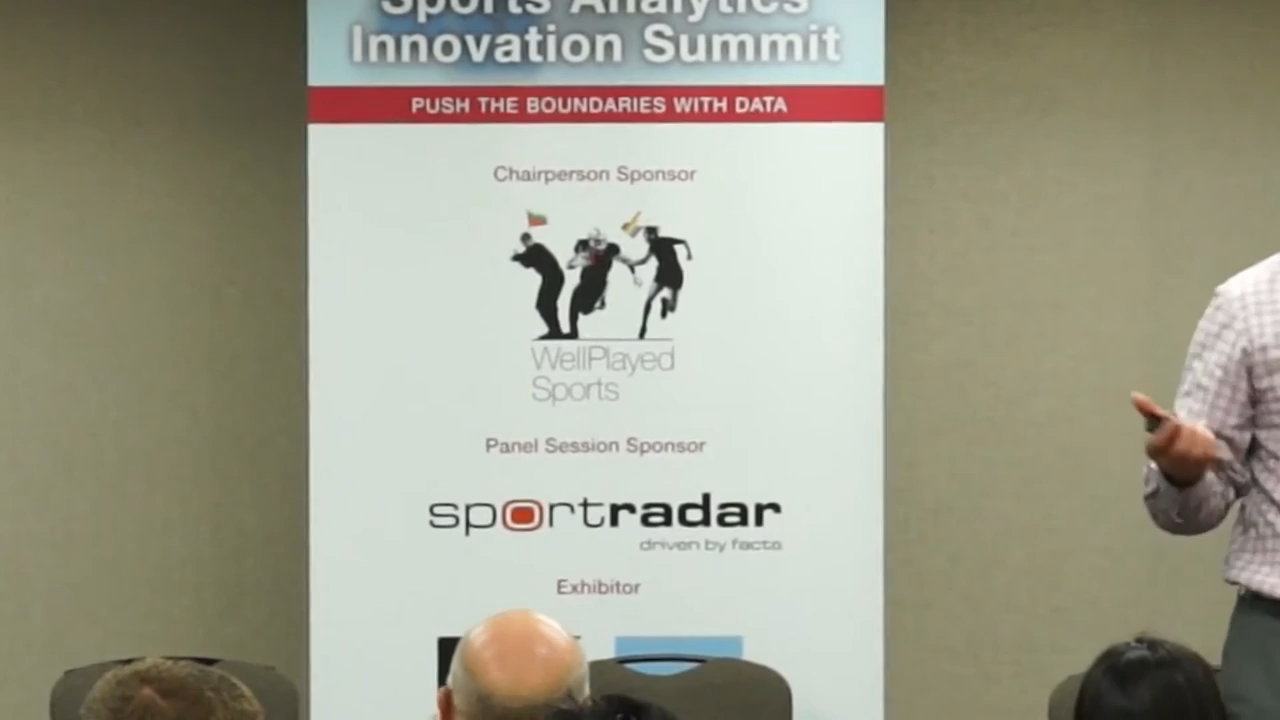 Sports Analytics
Innovation Summit
PUSH THE BOUNDARIES WITH DATA
Chairperson Sponsor
WellPlayed
Sports
Panel Session Sponsor
sportradar
driven by facts
Exhibitor